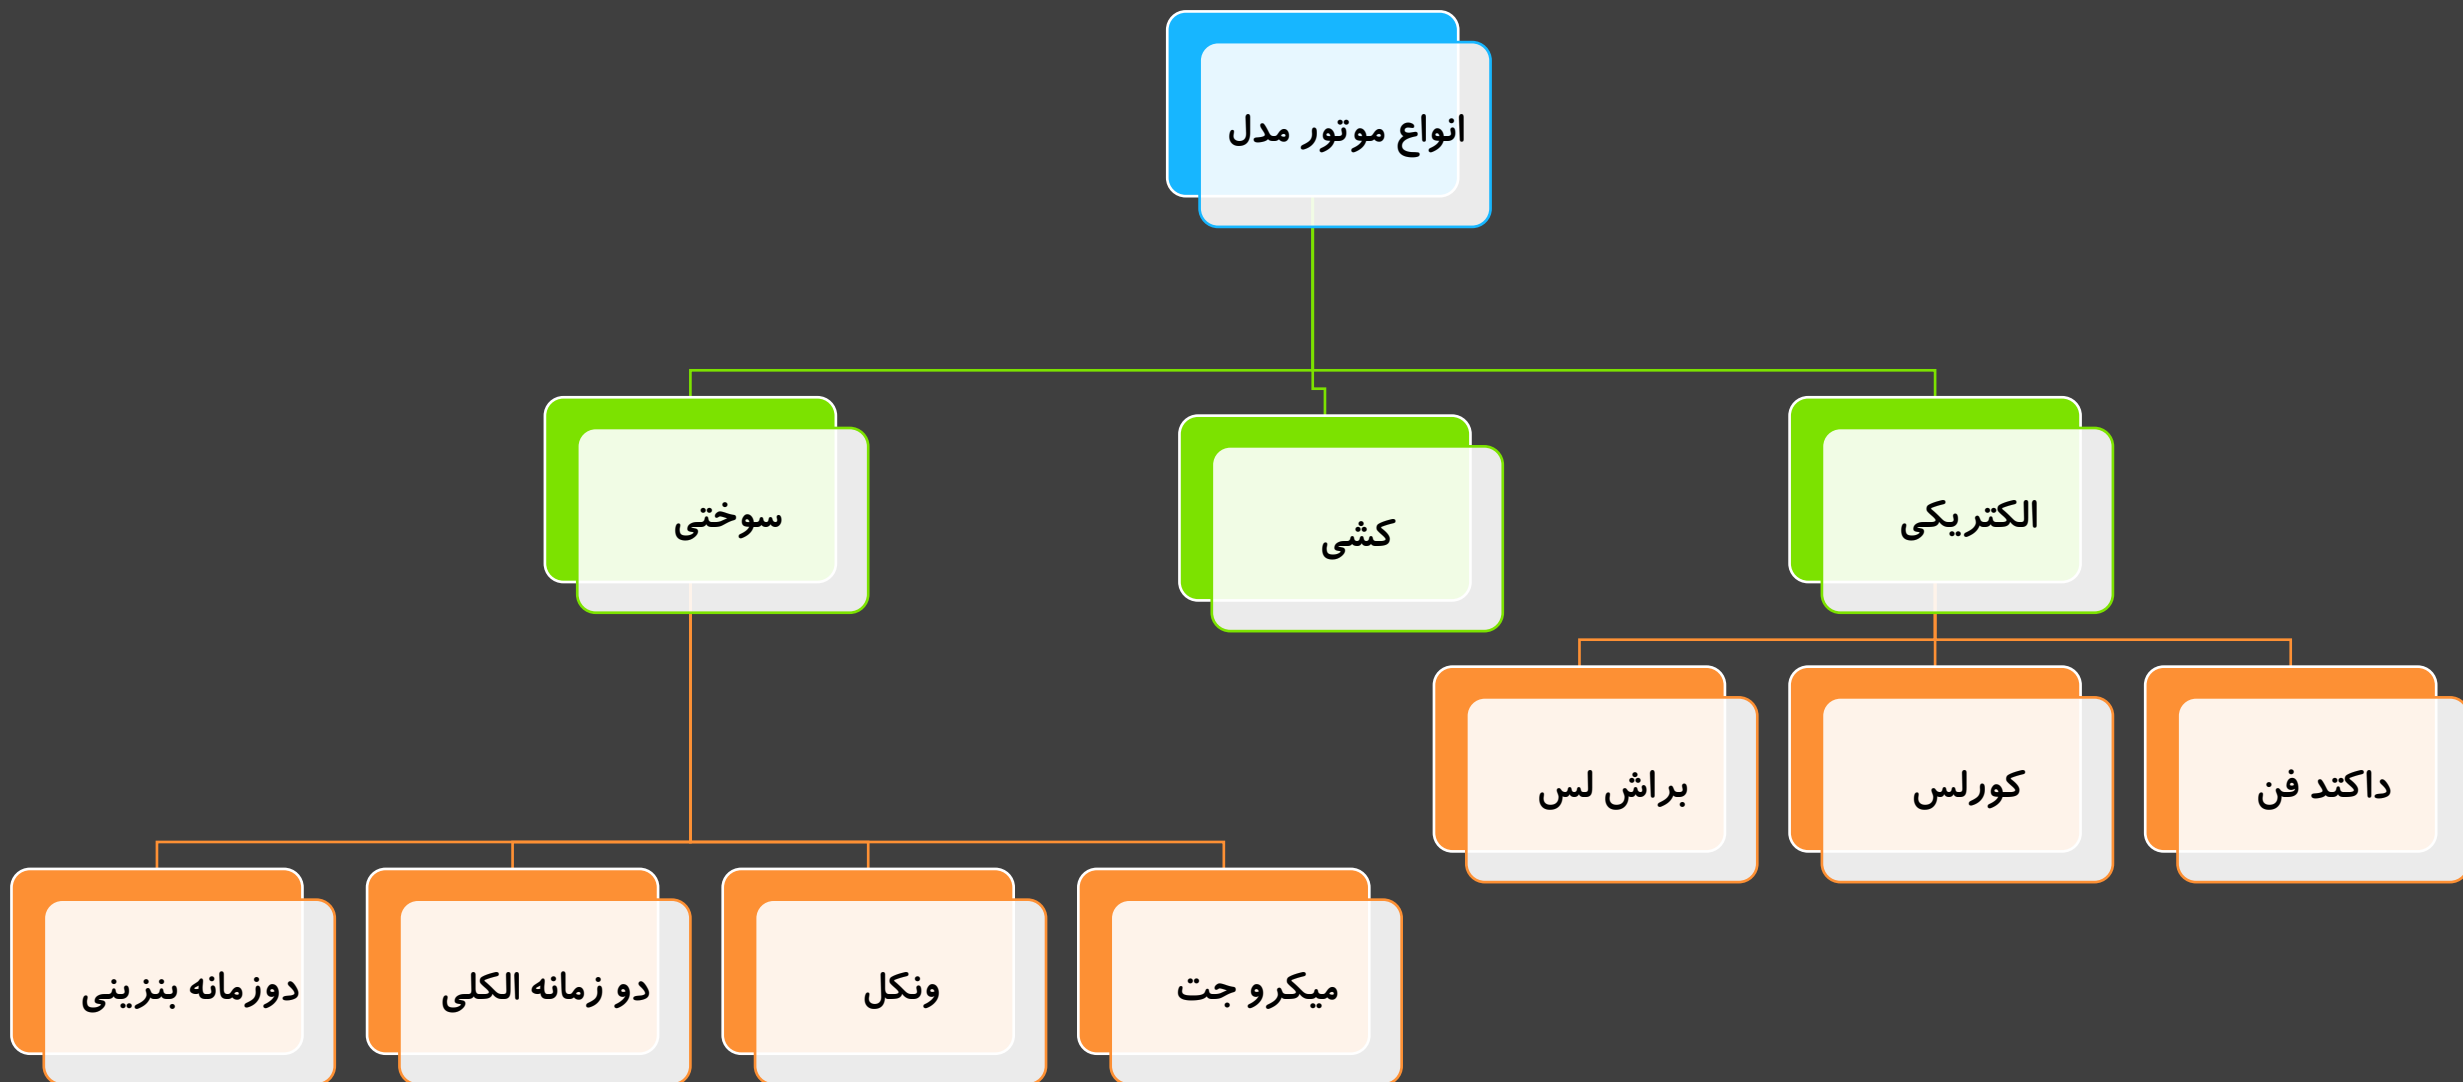 انواع موتور مدل
الکتریکی
کشی
سوختی
داکتد فن
کورلس
براش لس
میکرو جت
ونکل
دو زمانه الکلی
دوزمانه بنزینی